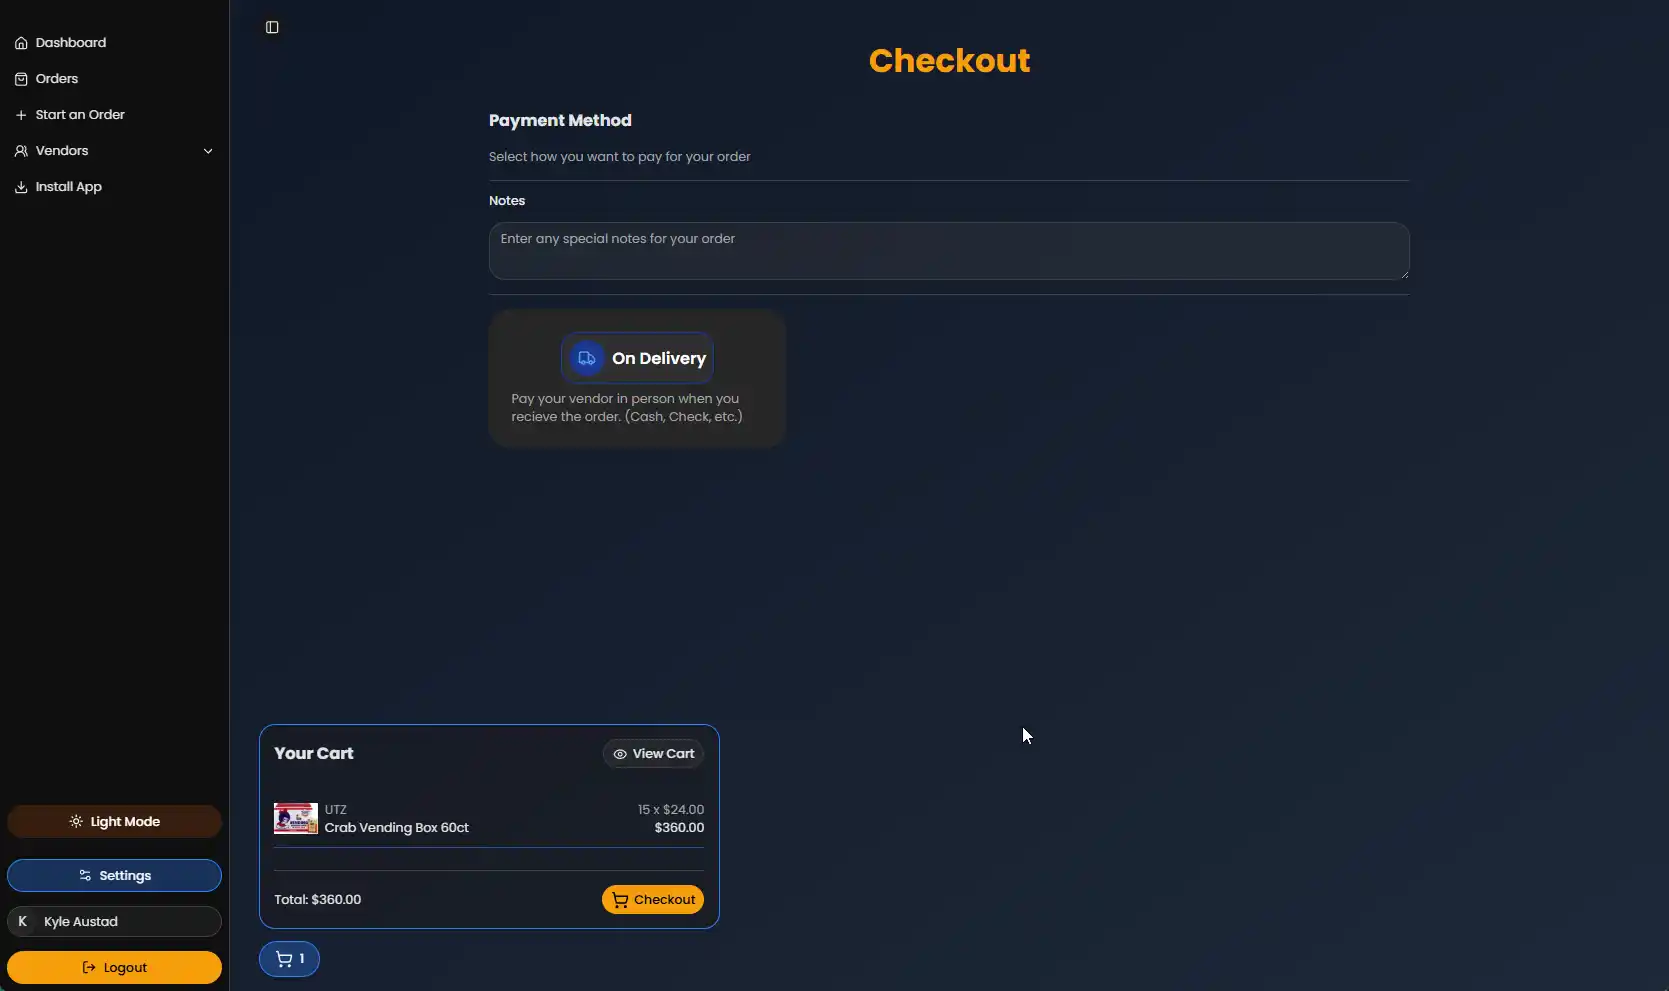 Dashboard
Orders
Start an Order
Vendors
Install App
Light Mode
Settings
K Kyle Austad
Logout
Checkout
Payment Method
Select how you want to pay for your order
Notes
Enter any special notes for your order
On Delivery
Pay your vendor in person when you
recieve the order. (Cash, Check, etc.)
Your Cart
View Cart
UTZ
15 x $24.00
Crab Vending Box 60ct
$360.00
Total: $360.00
Checkout
1